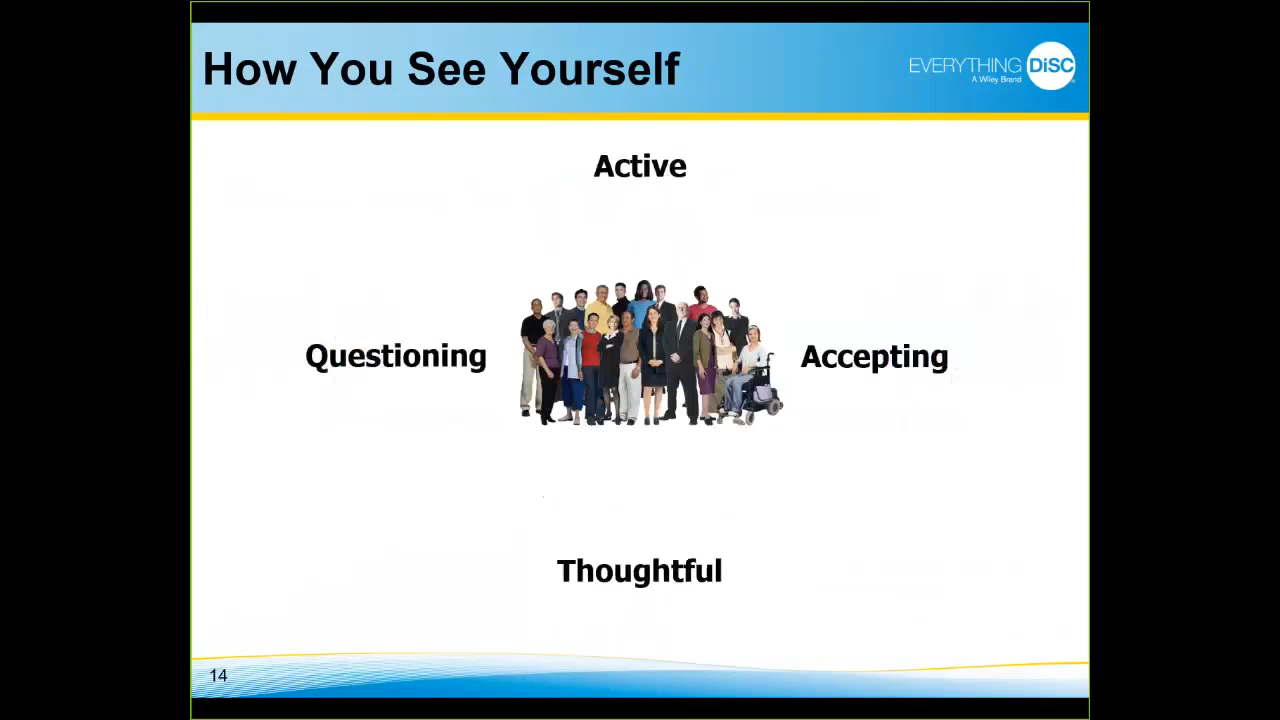 How You See Yourself
EVERYTHING DiSC
A Wiley Brand
Active
Questioning
Accepting
Thoughtful
14